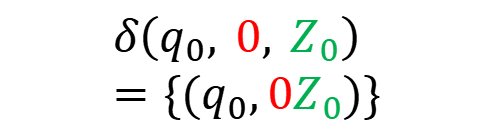 δ(q₀, 0, Z₀)
= {(q₀, 0Z₀)}